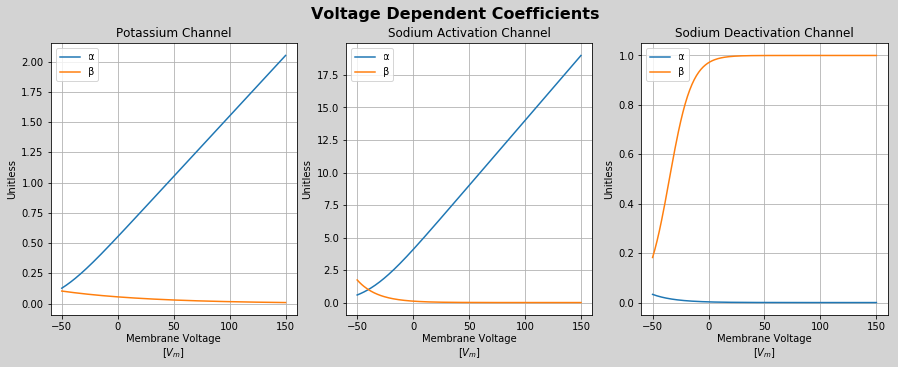 Voltage Dependent Coefficients
Potassium Channel
α
β
2.00
1.75
1.50
1.25
1.00
0.75
0.50
0.25
0.00
Unitless
−50 0 50 100 150
Membrane Voltage
[Vm]
Sodium Activation Channel
α
β
17.5
15.0
12.5
10.0
7.5
5.0
2.5
0.0
Unitless
−50 0 50 100 150
Membrane Voltage
[Vm]
Sodium Deactivation Channel
α
β
1.0
0.8
0.6
0.4
0.2
0.0
Unitless
−50 0 50 100 150
Membrane Voltage
[Vm]